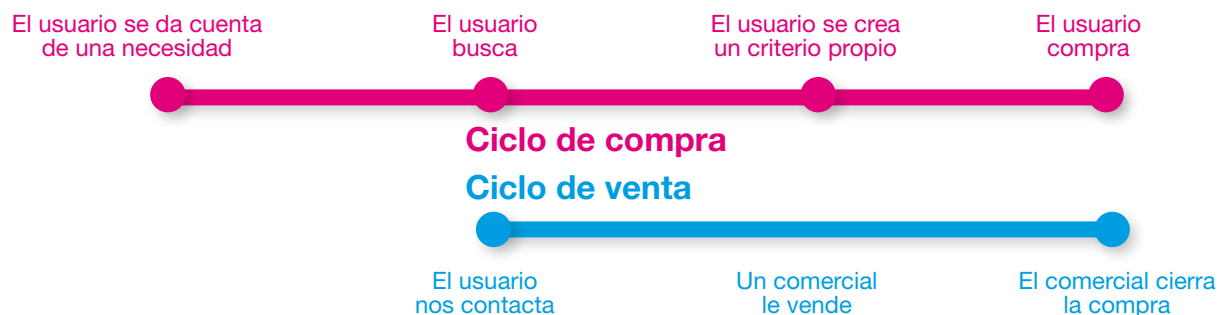 El usuario se da cuenta
de una necesidad
El usuario
busca
El usuario se crea
un criterio propio
El usuario
compra
Ciclo de compra
Ciclo de venta
El usuario
nos contacta
Un comercial
le vende
El comercial cierra
la compra